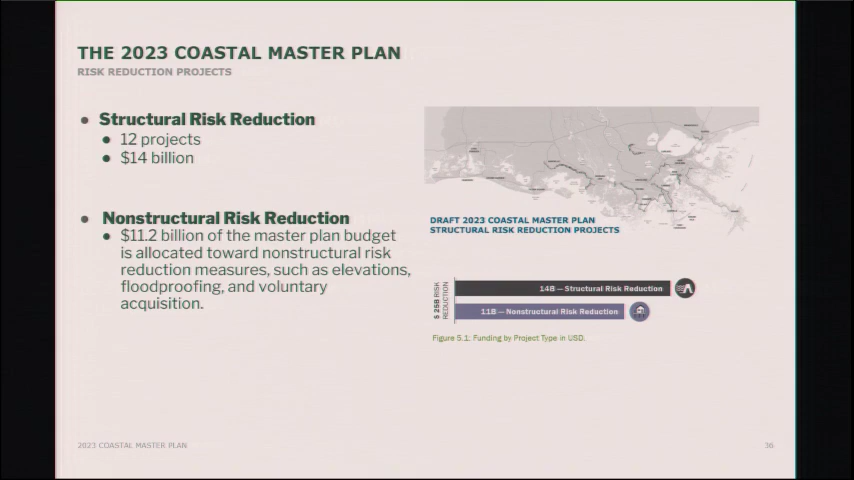 THE 2023 COASTAL MASTER PLAN
RISK REDUCTION PROJECTS
• Structural Risk Reduction
• 12 projects
• $14 billion
• Nonstructural Risk Reduction
• $11.2 billion of the master plan budget
is allocated toward nonstructural risk
reduction measures, such as elevations,
floodproofing, and voluntary
acquisition.
DRAFT 2023 COASTAL MASTER PLAN
STRUCTURAL RISK REDUCTION PROJECTS
$ 25B RISK
REDUCTION
14B — Structural Risk Reduction
11B — Nonstructural Risk Reduction
Figure 5.1: Funding by Project Type in USD.
2023 COASTAL MASTER PLAN
36